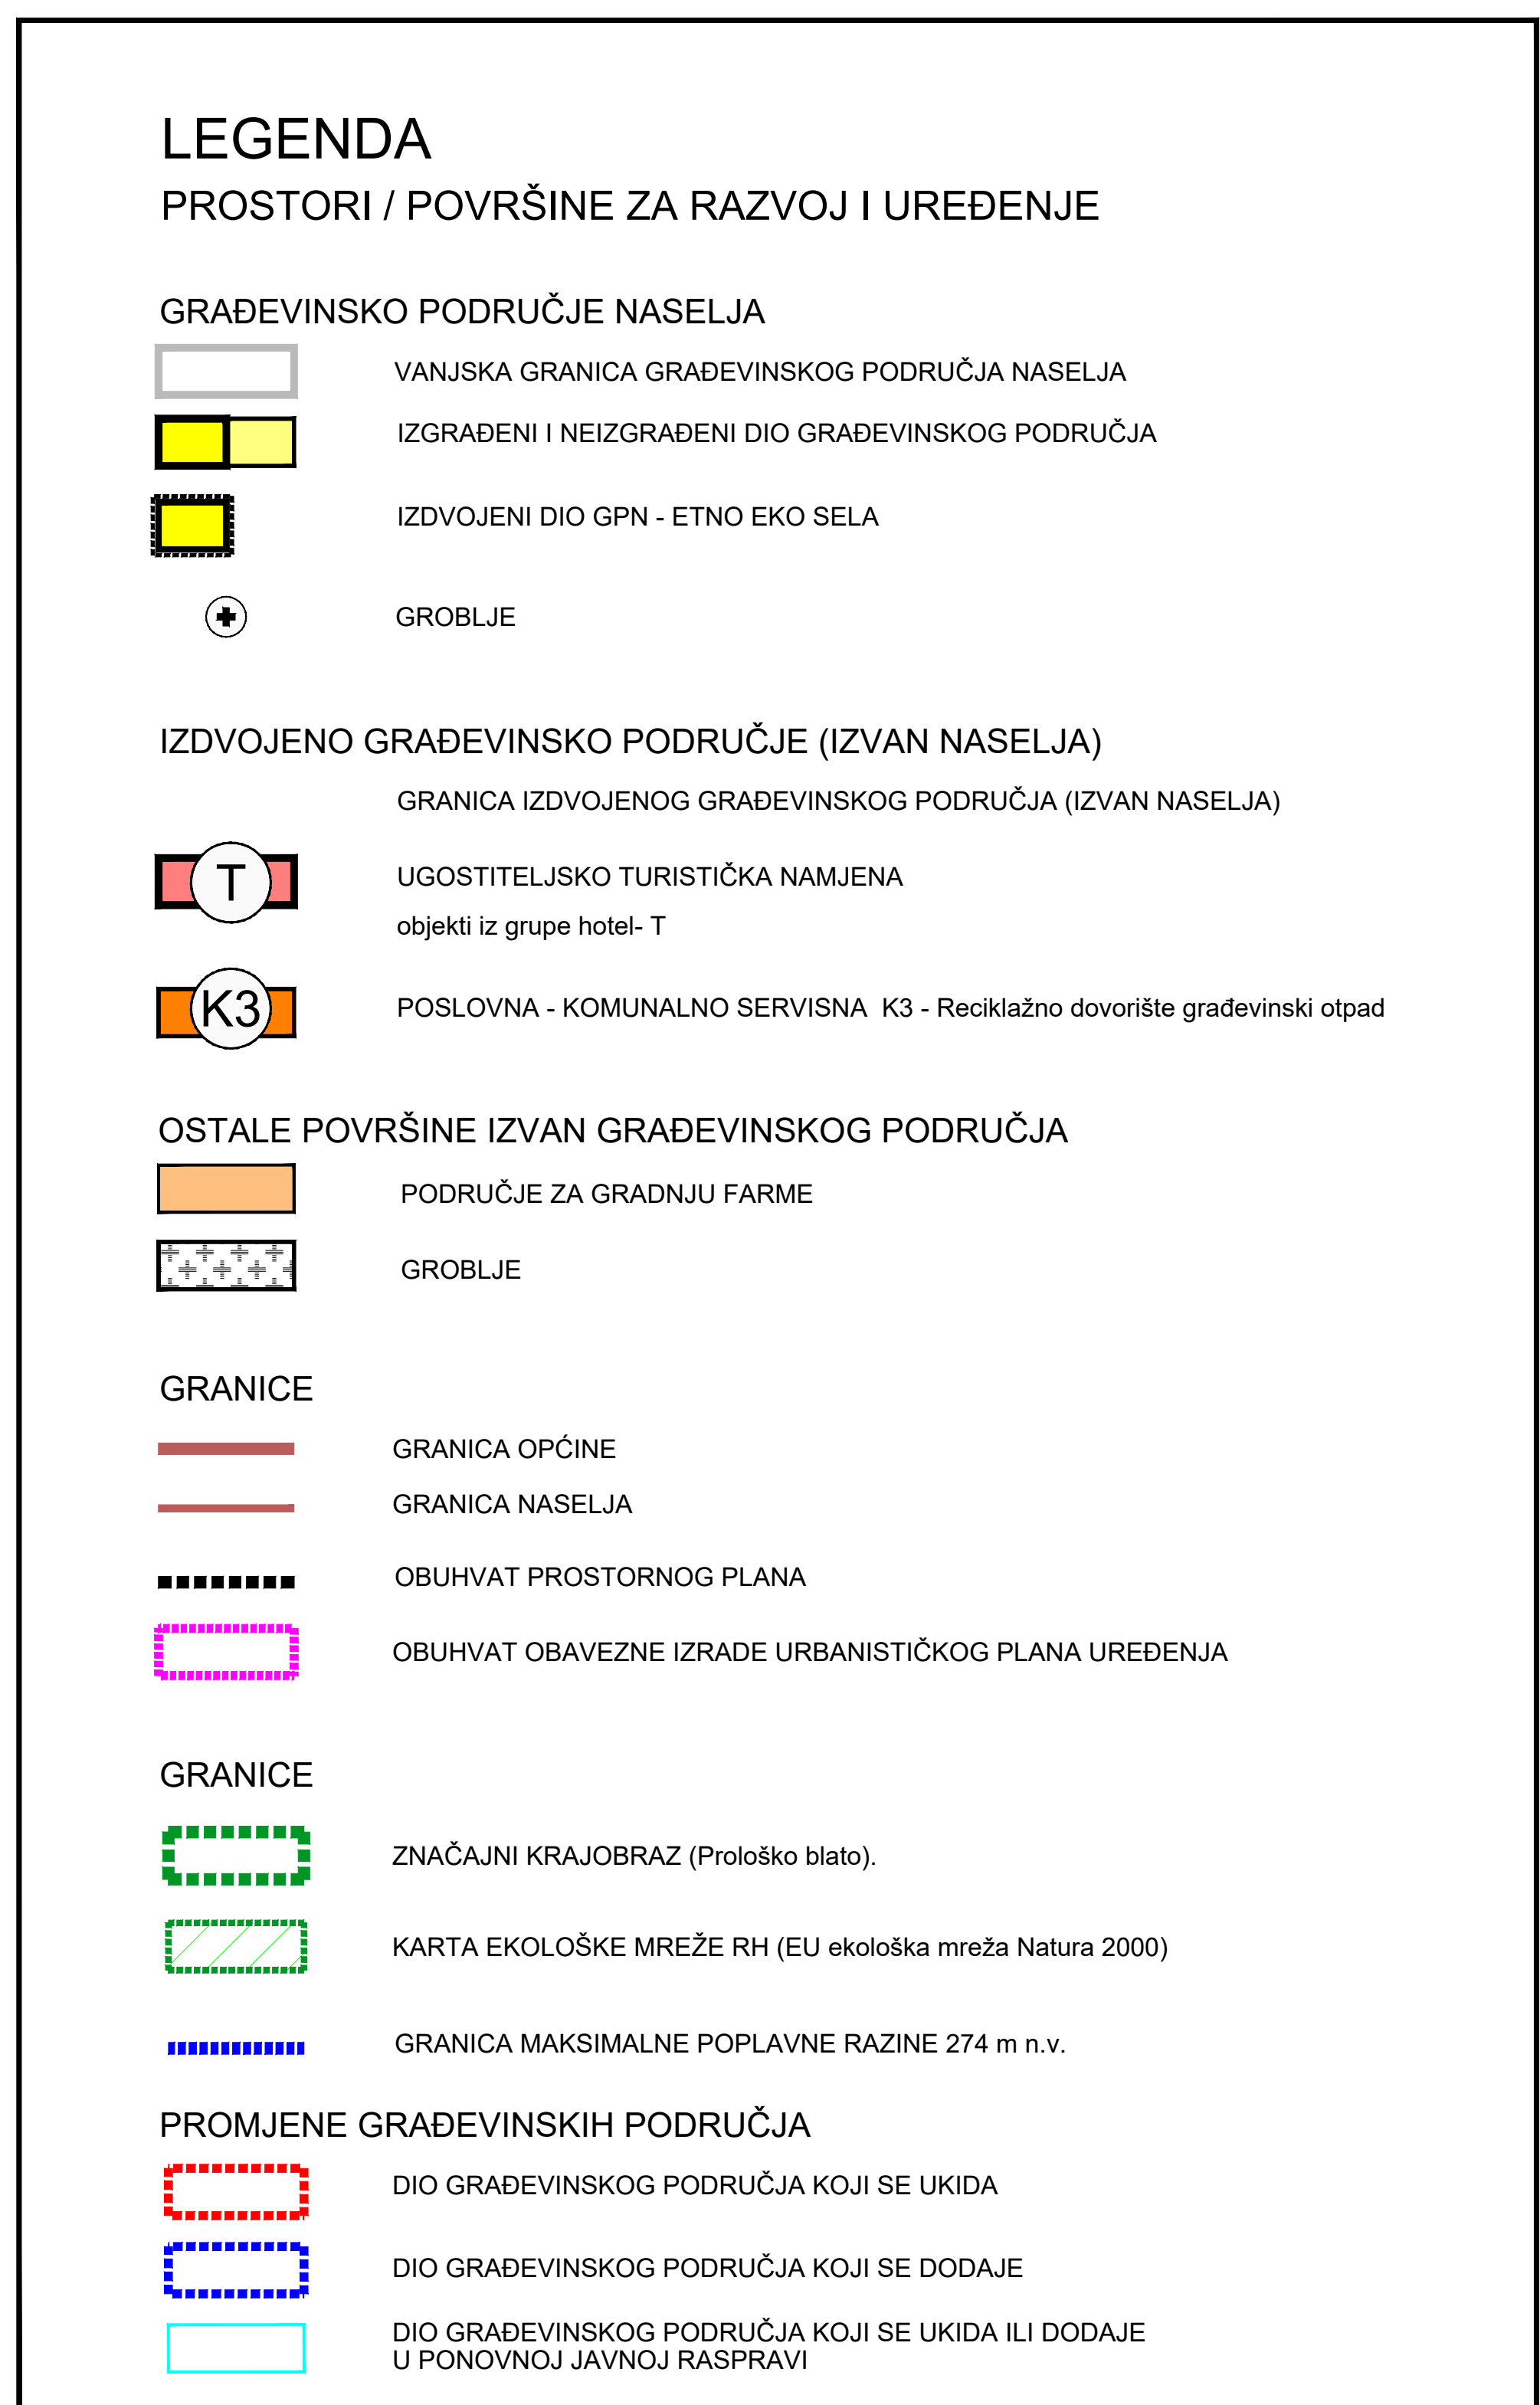 LEGENDA
PROSTORI / POVRŠINE ZA RAZVOJ I UREĐENJE
GRAĐEVINSKO PODRUČJE NASELJA
VANJSKA GRANICA GRAĐEVINSKOG PODRUČJA NASELJA
IZGRAĐENI I NEIZGRAĐENI DIO GRAĐEVINSKOG PODRUČJA
IZDVOJENI DIO GPN - ETNO EKO SELA
GROBLJE
IZDVOJENO GRAĐEVINSKO PODRUČJE (IZVAN NASELJA)
GRANICA IZDVOJENOG GRAĐEVINSKOG PODRUČJA (IZVAN NASELJA)
T UGOSTITELJSKO TURISTIČKA NAMJENA
objekti iz grupe hotel- T
K3 POSLOVNA - KOMUNALNO SERVISNA K3 - Reciklažno dovorište građevinski otpad
OSTALE POVRŠINE IZVAN GRAĐEVINSKOG PODRUČJA
PODRUČJE ZA GRADNJU FARME
GROBLJE
GRANICE
GRANICA OPĆINE
GRANICA NASELJA
OBUHVAT PROSTORNOG PLANA
OBUHVAT OBAVEZNE IZRADE URBANISTIČKOG PLANA UREĐENJA
GRANICE
ZNAČAJNI KRAJOBRAZ (Prološko blato).
KARTA EKOLOŠKE MREŽE RH (EU ekološka mreža Natura 2000)
GRANICA MAKSIMALNE POPLAVNE RAZINE 274 m n.v.
PROMJENE GRAĐEVINSKIH PODRUČJA
DIO GRAĐEVINSKOG PODRUČJA KOJI SE UKIDA
DIO GRAĐEVINSKOG PODRUČJA KOJI SE DODAJE
DIO GRAĐEVINSKOG PODRUČJA KOJI SE UKIDA ILI DODAJE
U PONOVNOJ JAVNOJ RASPRAVI